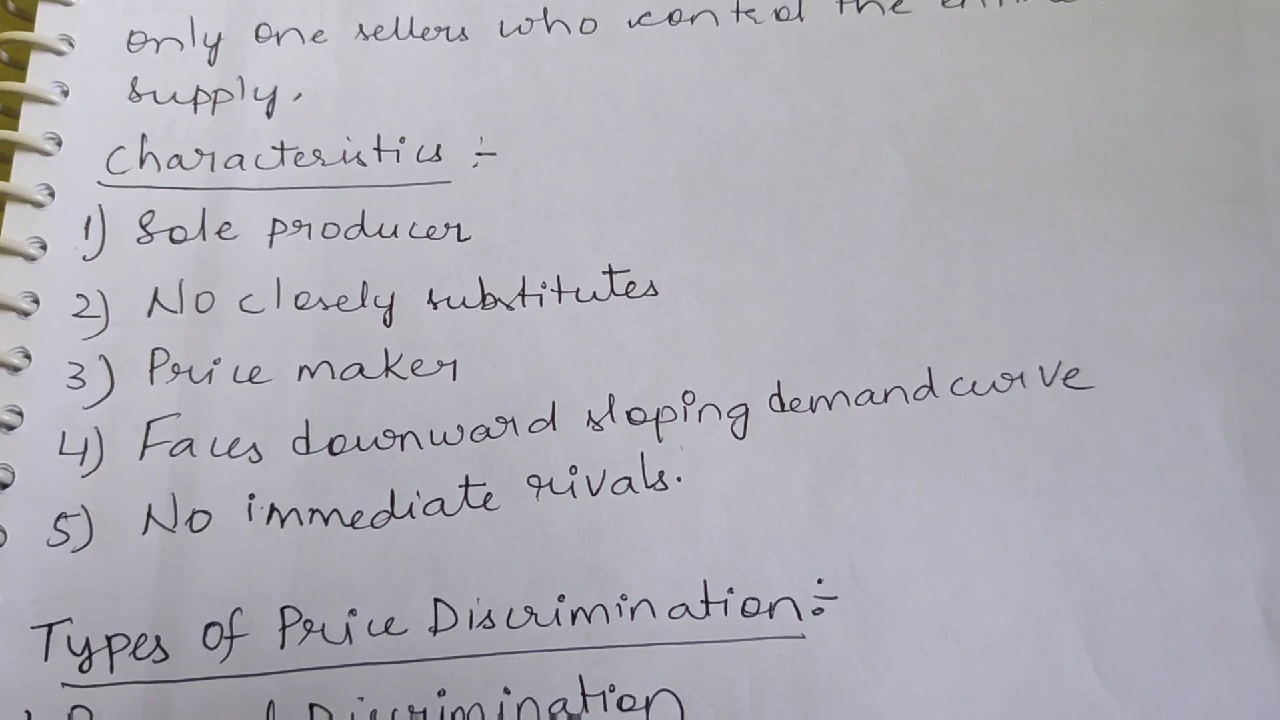 only one sellers who control the
supply.
Characteristics :-
1) Sole producer
2) No closely substitutes
3) Price maker
4) Faces downward sloping demand curve
5) No immediate rivals.
Types of Price Discrimination :-
Discrimination